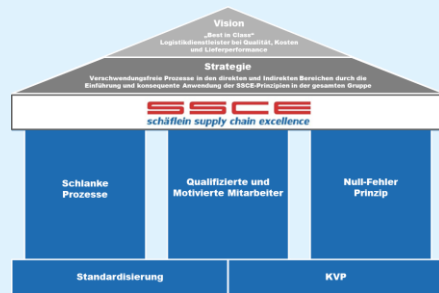 Vision
„Best in Class“
Logistikdienstleister bei Qualität, Kosten
und Lieferperformance
Strategie
Verschwendungsfreie Prozesse in den direkten und indirekten Bereichen durch die
Einführung und konsequente Anwendung der SSCE-Prinzipien in der gesamten Gruppe
SSCE
schäflein supply chain excellence
Schlanke
Prozesse
Qualifizierte und
Motivierte Mitarbeiter
Null-Fehler
Prinzip
Standardisierung
KVP